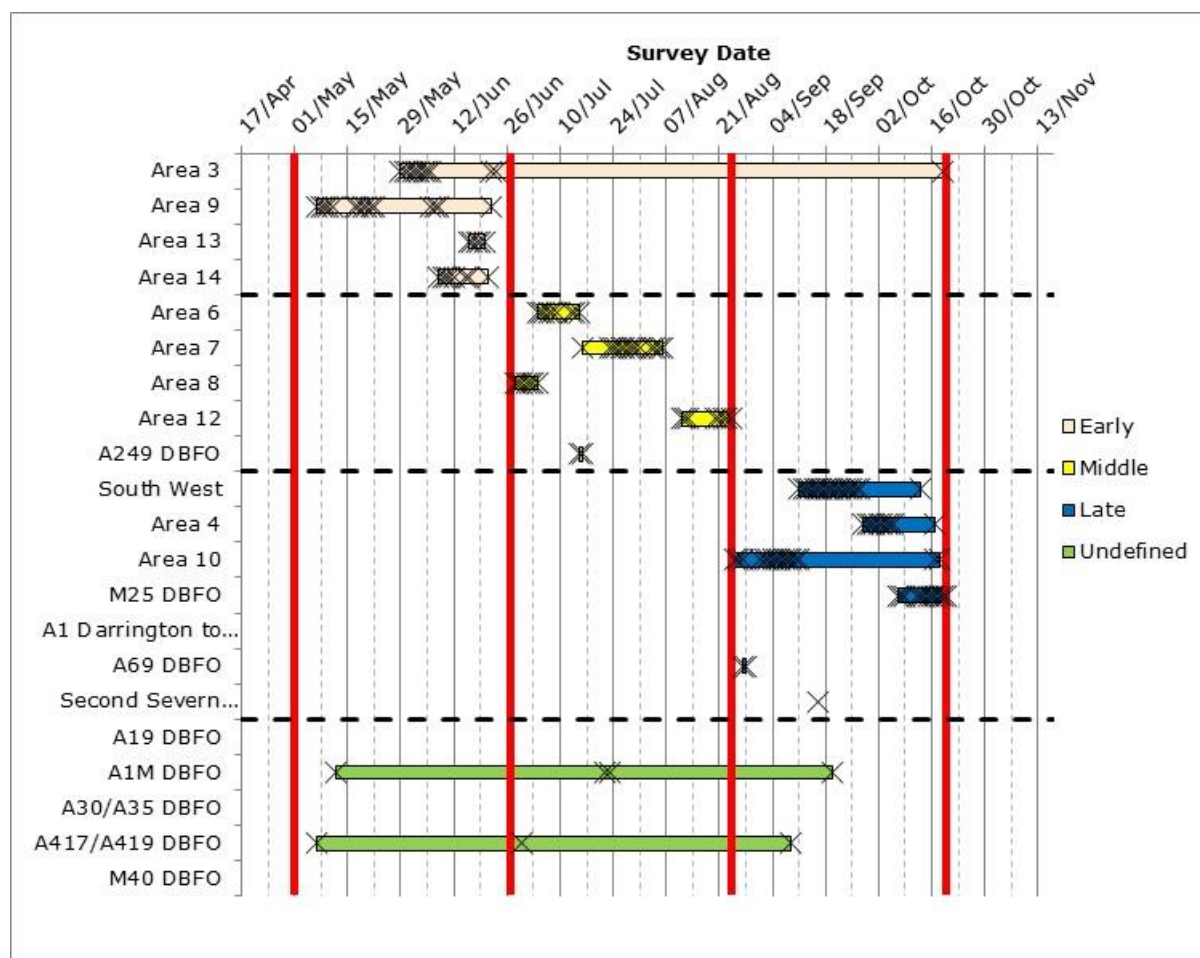 Survey Date
17/Apr
01/May
15/May
29/May
12/Jun
26/Jun
10/Jul
24/Jul
07/Aug
21/Aug
04/Sep
18/Sep
02/Oct
16/Oct
30/Oct
13/Nov
Area 3
Area 9
Area 13
Area 14
Area 6
Area 7
Area 8
Area 12
A249 DBFO
South West
Area 4
Area 10
M25 DBFO
A1 Darrington to...
A69 DBFO
Second Severn...
A19 DBFO
A1M DBFO
A30/A35 DBFO
A417/A419 DBFO
M40 DBFO
Early
Middle
Late
Undefined